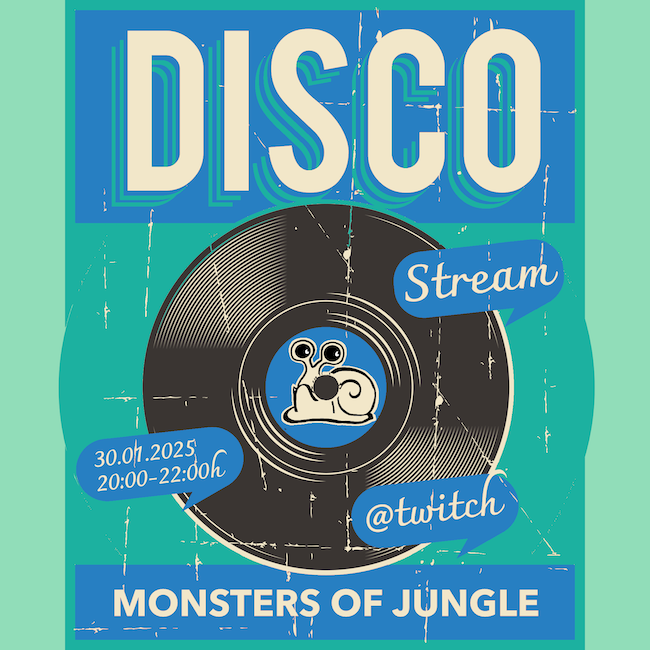 DISCO
Stream
30.01.2025
20:00-22:00h
@twitch
MONSTERS OF JUNGLE